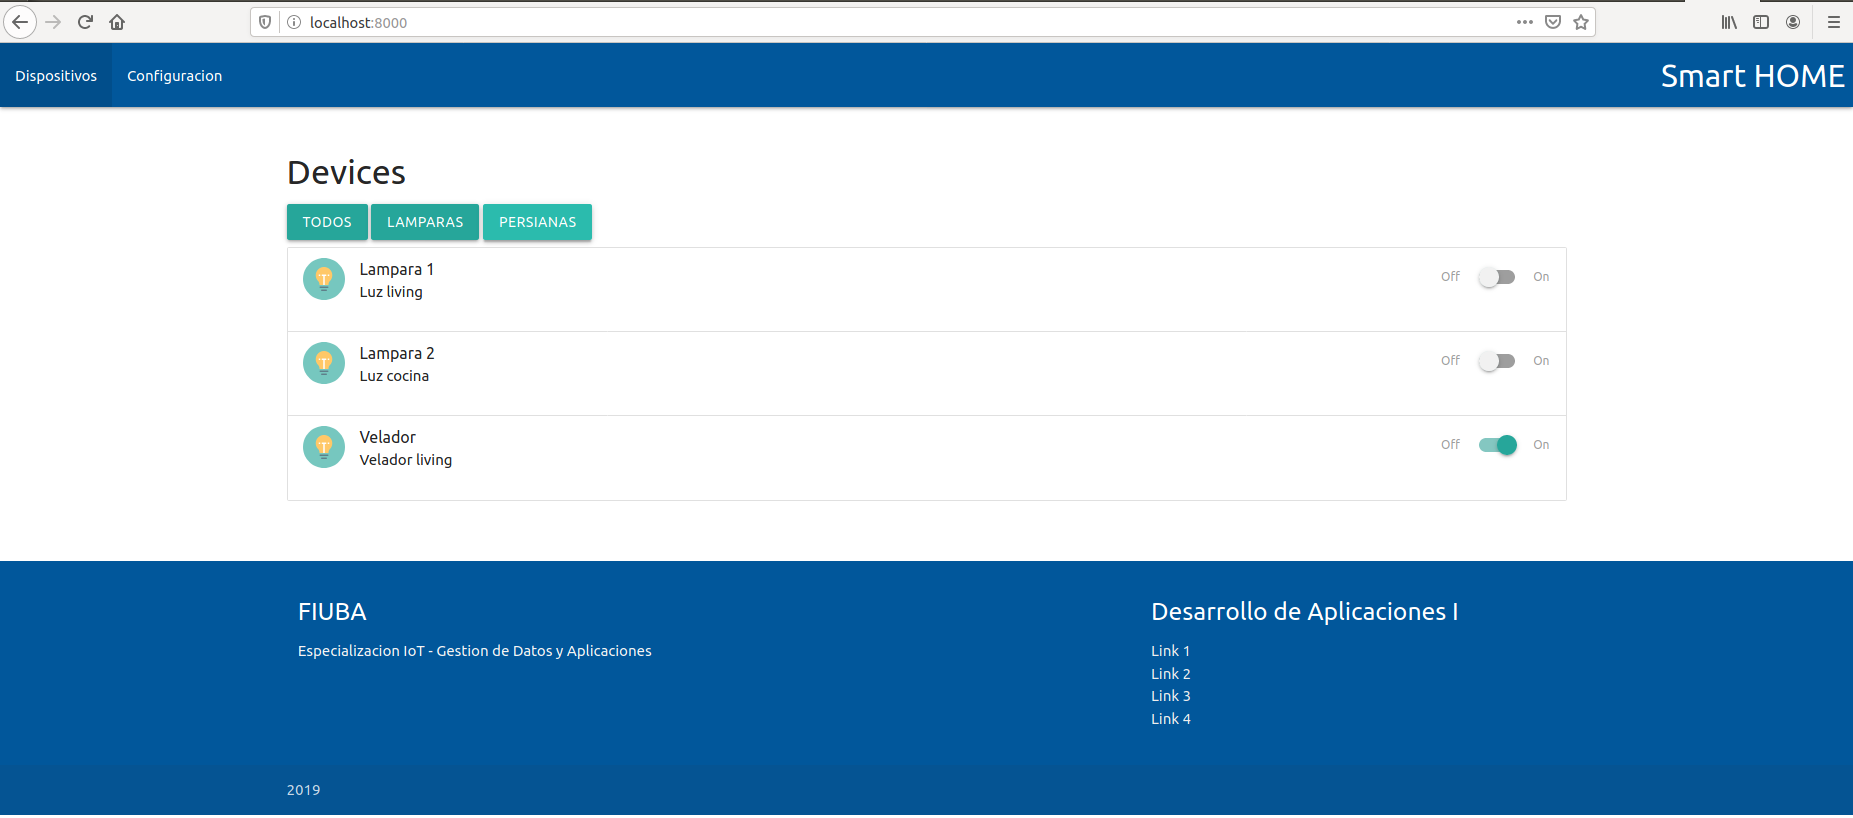 localhost:8000
Dispositivos Configuracion Smart HOME
Devices
TODOS LAMPARAS PERSIANAS
Lampara 1
Luz living
Off On
Lampara 2
Luz cocina
Off On
Velador
Velador living
Off On
FIUBA
Especializacion IoT - Gestion de Datos y Aplicaciones
Desarrollo de Aplicaciones I
Link 1
Link 2
Link 3
Link 4
2019